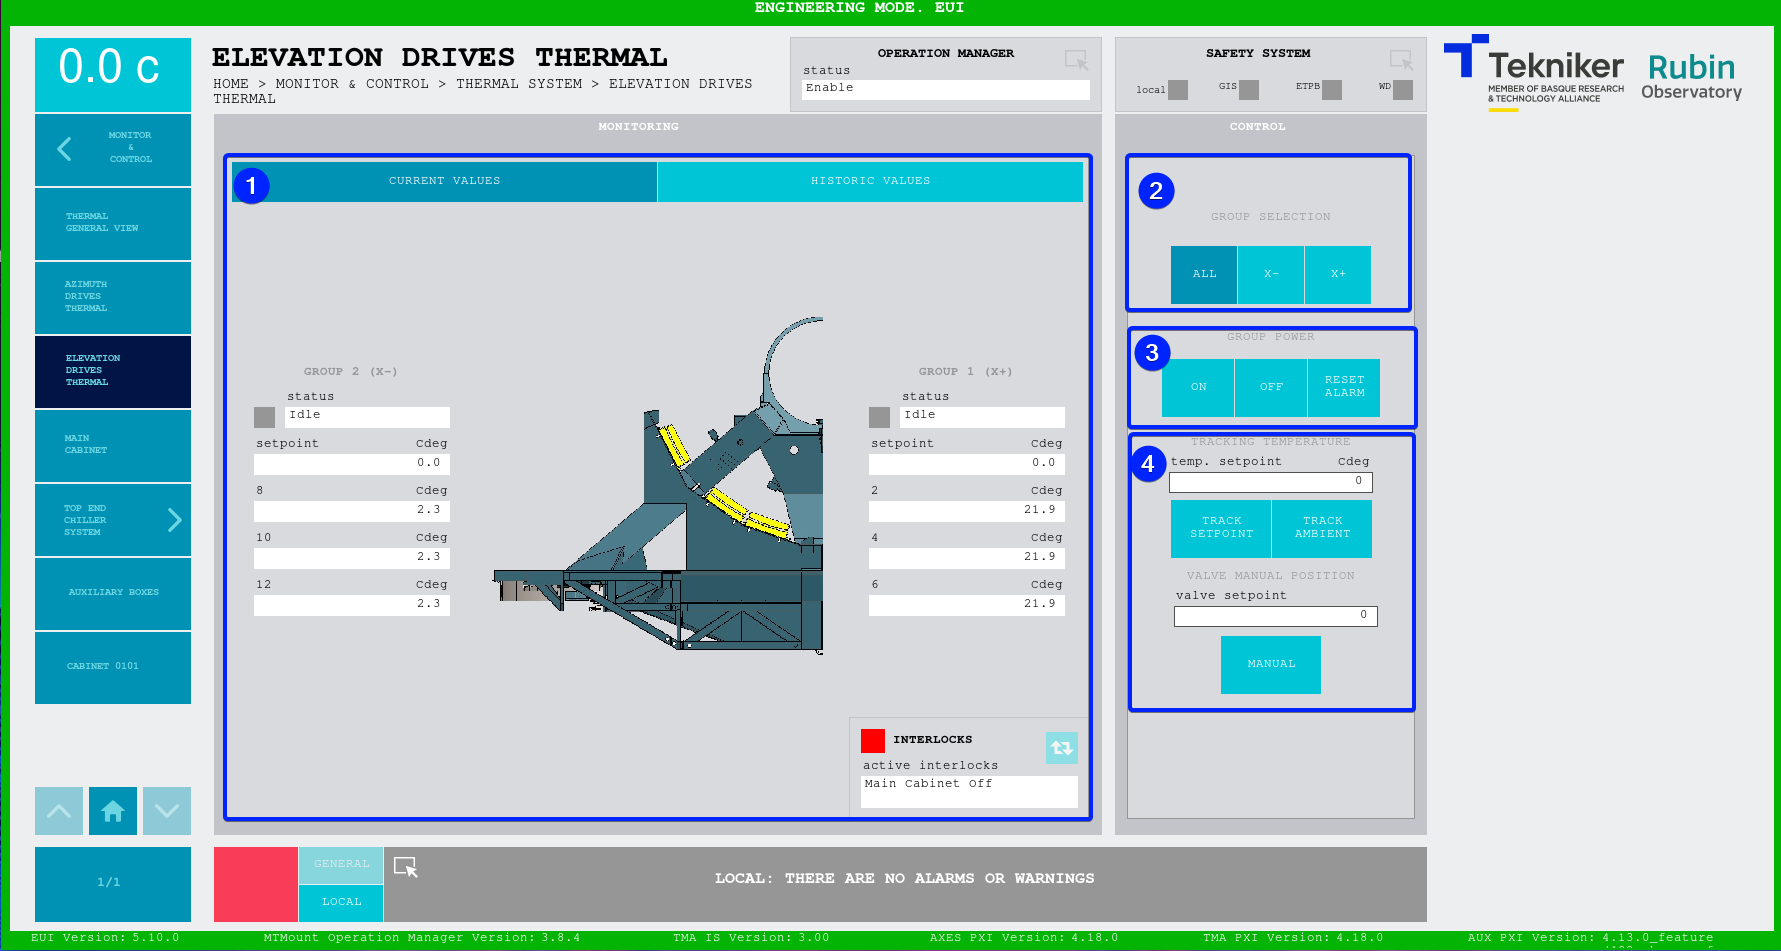 ENGINEERING MODE. EUI
0.0 c
ELEVATION DRIVES THERMAL
HOME > MONITOR & CONTROL > THERMAL SYSTEM > ELEVATION DRIVES
THERMAL
OPERATION MANAGER
status
Enable
SAFETY SYSTEM
local
GIS
ETPB
WD
Tekniker
MEMBER OF BASQUE RESEARCH
& TECHNOLOGY ALLIANCE
Rubin
Observatory
MONITOR
&
CONTROL
THERMAL
GENERAL VIEW
AZIMUTH
DRIVES
THERMAL
ELEVATION
DRIVES
THERMAL
MAIN
CABINET
TOP END
CHILLER
SYSTEM
AUXILIARY BOXES
CABINET 0101
1/1
MONITORING
1
CURRENT VALUES
HISTORIC VALUES
GROUP 2 (X-)
status
Idle
setpoint Cdeg
0.0
8 Cdeg
2.3
10 Cdeg
2.3
12 Cdeg
2.3
GROUP 1 (X+)
status
Idle
setpoint Cdeg
0.0
2 Cdeg
21.9
4 Cdeg
21.9
6 Cdeg
21.9
INTERLOCKS
active interlocks
Main Cabinet Off
CONTROL
2
GROUP SELECTION
ALL
X-
X+
3
GROUP POWER
ON
OFF
RESET
ALARM
4
TRACKING TEMPERATURE
temp. setpoint Cdeg
0
TRACK
SETPOINT
TRACK
AMBIENT
VALVE MANUAL POSITION
valve setpoint
0
MANUAL
GENERAL
LOCAL
LOCAL: THERE ARE NO ALARMS OR WARNINGS
EUI Version: 5.10.0
MTMount Operation Manager Version: 3.8.4
TMA IS Version: 3.00
AXES PXI Version: 4.18.0
TMA PXI Version: 4.18.0
AUX PXI Version: 4.13.0_feature